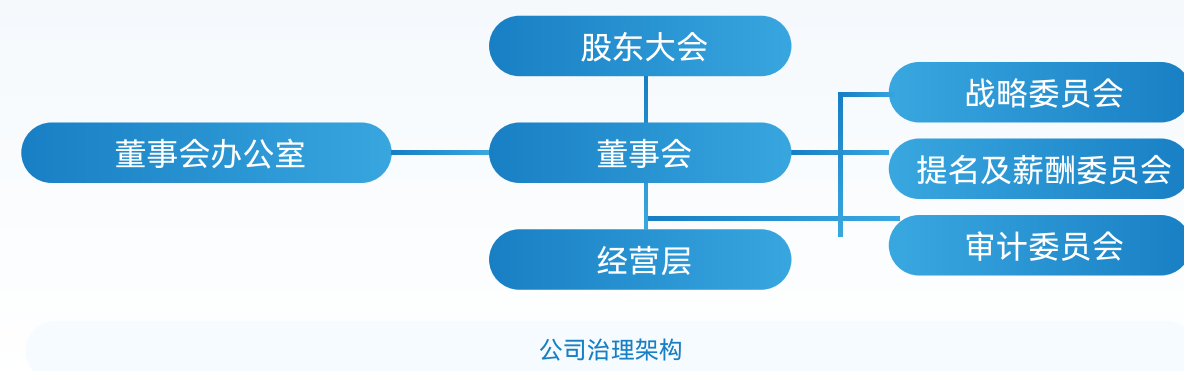 股东大会
战略委员会
董事会办公室
董事会
提名及薪酬委员会
经营层
审计委员会
公司治理架构